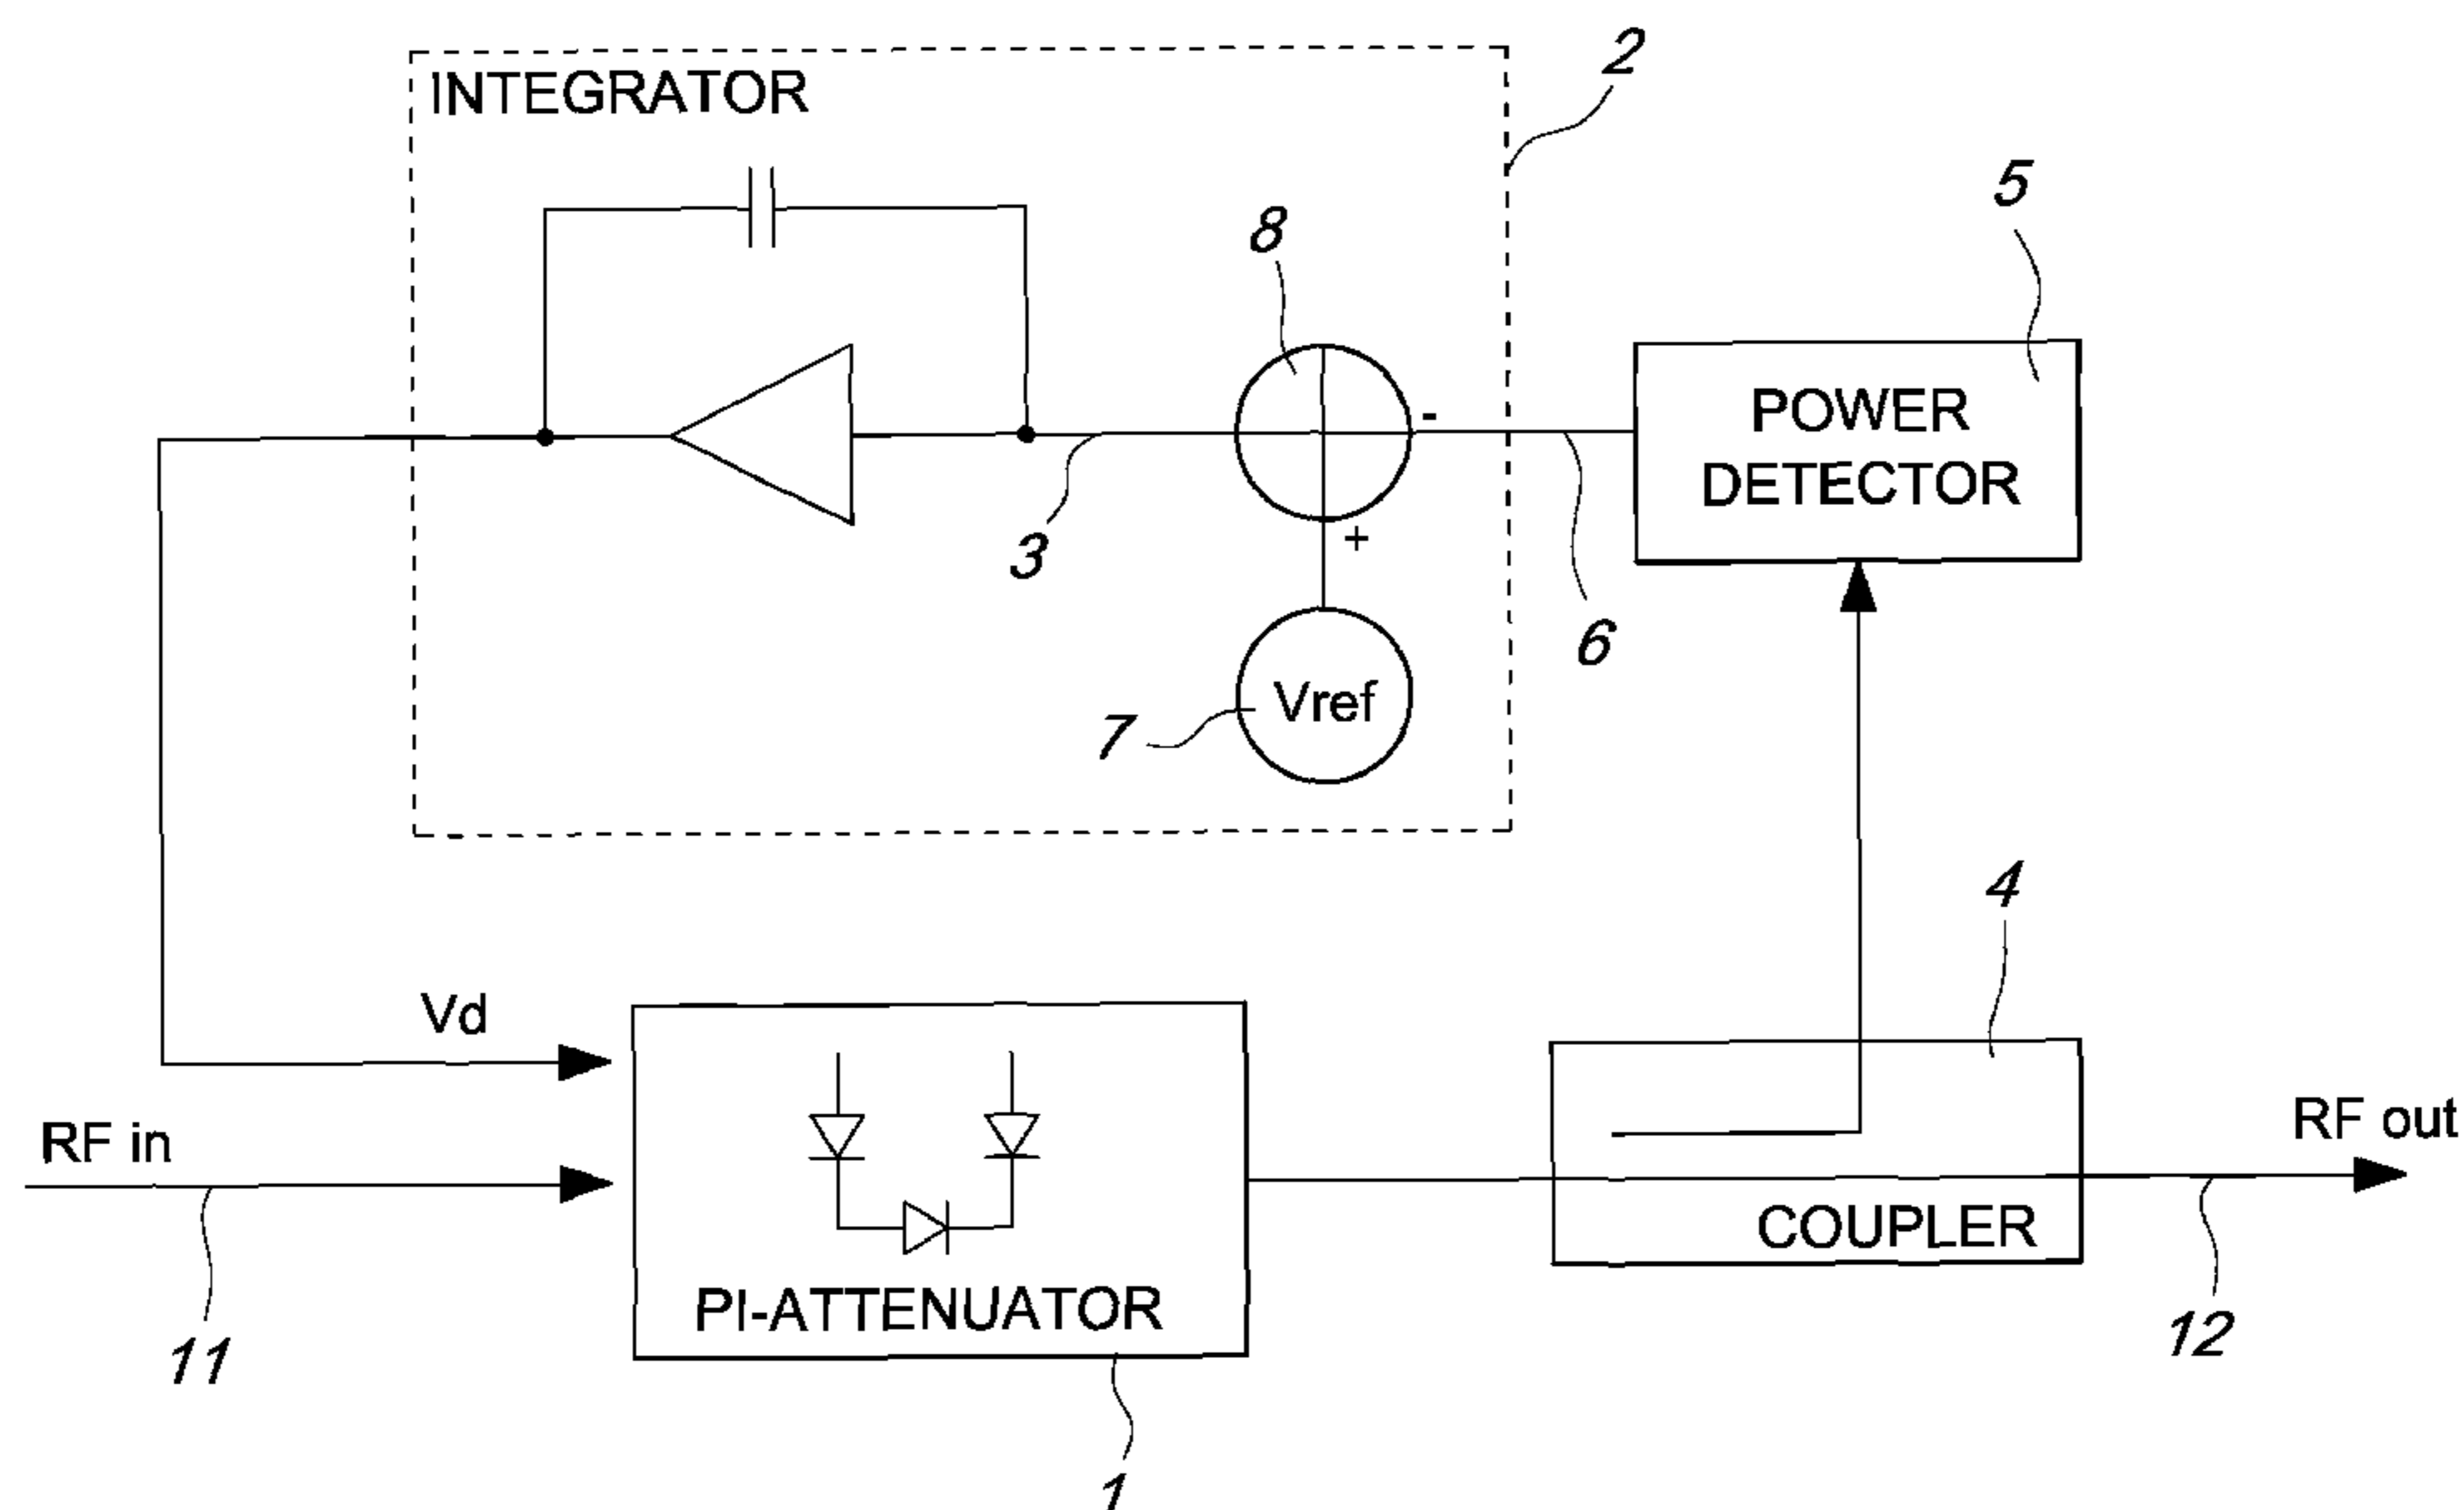 2
INTEGRATOR
5
8
-
POWER
DETECTOR
+
3
6
Vref
7
4
Vd
RF in
RF out
COUPLER
PI-ATTENUATOR
11
12
1